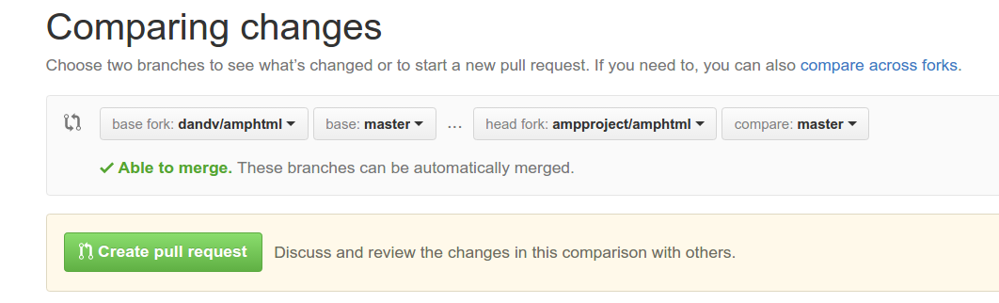 Comparing changes
Choose two branches to see what’s changed or to start a new pull request. If you need to, you can also compare across forks.
base fork: dandv/amphtml base: master ... head fork: ampproject/amphtml compare: master
Able to merge. These branches can be automatically merged.
Create pull request Discuss and review the changes in this comparison with others.